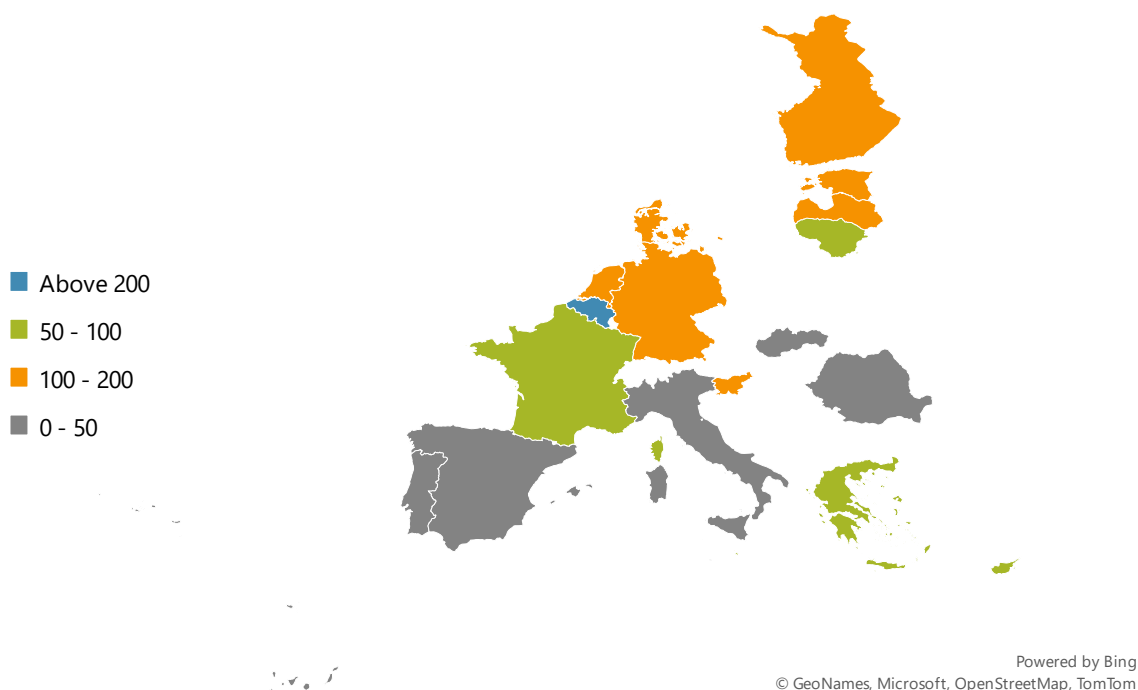 Above 200
50 - 100
100 - 200
0 - 50
Powered by Bing
© GeoNames, Microsoft, OpenStreetMap, TomTom